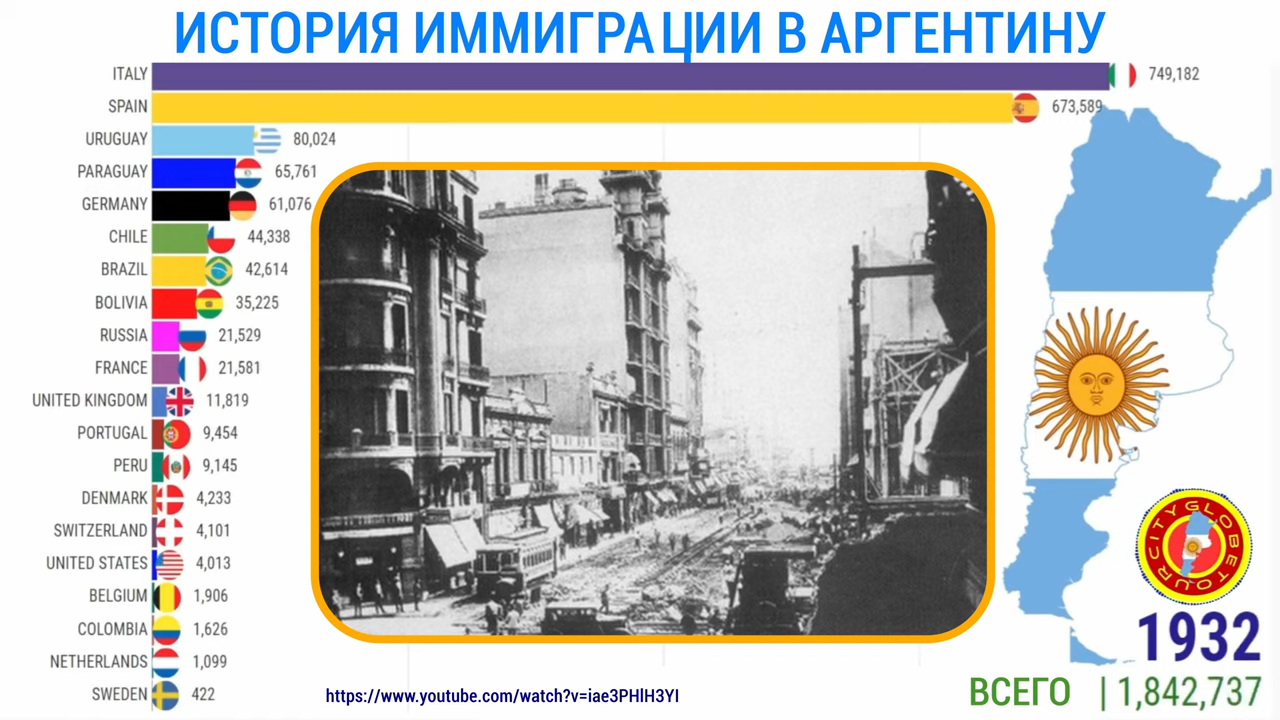 ИСТОРИЯ ИММИГРАЦИИ В АРГЕНТИНУ
ITALY 749,182
SPAIN 673,589
URUGUAY 80,024
PARAGUAY 65,761
GERMANY 61,076
CHILE 44,338
BRAZIL 42,614
BOLIVIA 35,225
RUSSIA 21,529
FRANCE 21,581
UNITED KINGDOM 11,819
PORTUGAL 9,454
PERU 9,145
DENMARK 4,233
SWITZERLAND 4,101
UNITED STATES 4,013
BELGIUM 1,906
COLOMBIA 1,626
NETHERLANDS 1,099
SWEDEN 422
https://www.youtube.com/watch?v=iae3PHlH3YI
CITY GLOBE TOUR
1932
ВСЕГО | 1,842,737